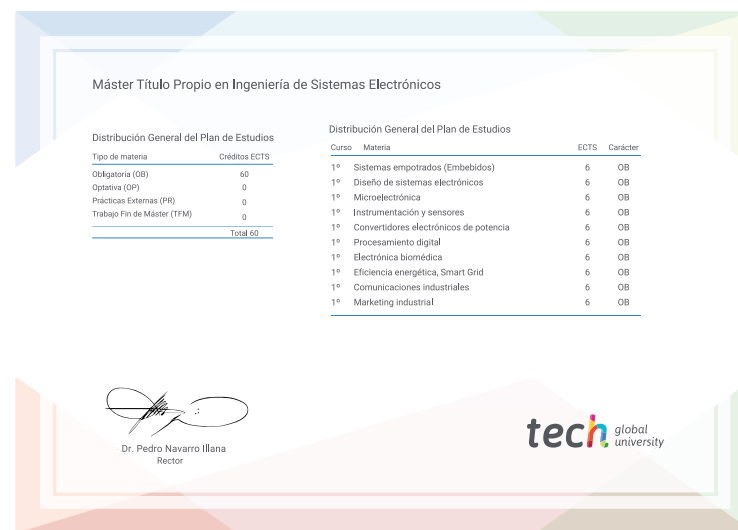 Máster Título Propio en Ingeniería de Sistemas Electrónicos
Distribución General del Plan de Estudios
Tipo de materia Créditos ECTS
Obligatoria (OB) 60
Optativa (OP) 0
Prácticas Externas (PR) 0
Trabajo Fin de Máster (TFM) 0
Total 60
Distribución General del Plan de Estudios
Curso Materia ECTS Carácter
1º Sistemas empotrados (Embebidos) 6 OB
1º Diseño de sistemas electrónicos 6 OB
1º Microelectrónica 6 OB
1º Instrumentación y sensores 6 OB
1º Convertidores electrónicos de potencia 6 OB
1º Procesamiento digital 6 OB
1º Electrónica biomédica 6 OB
1º Eficiencia energética, Smart Grid 6 OB
1º Comunicaciones industriales 6 OB
1º Marketing industrial 6 OB
Dr. Pedro Navarro Illana
Rector
tech global
university